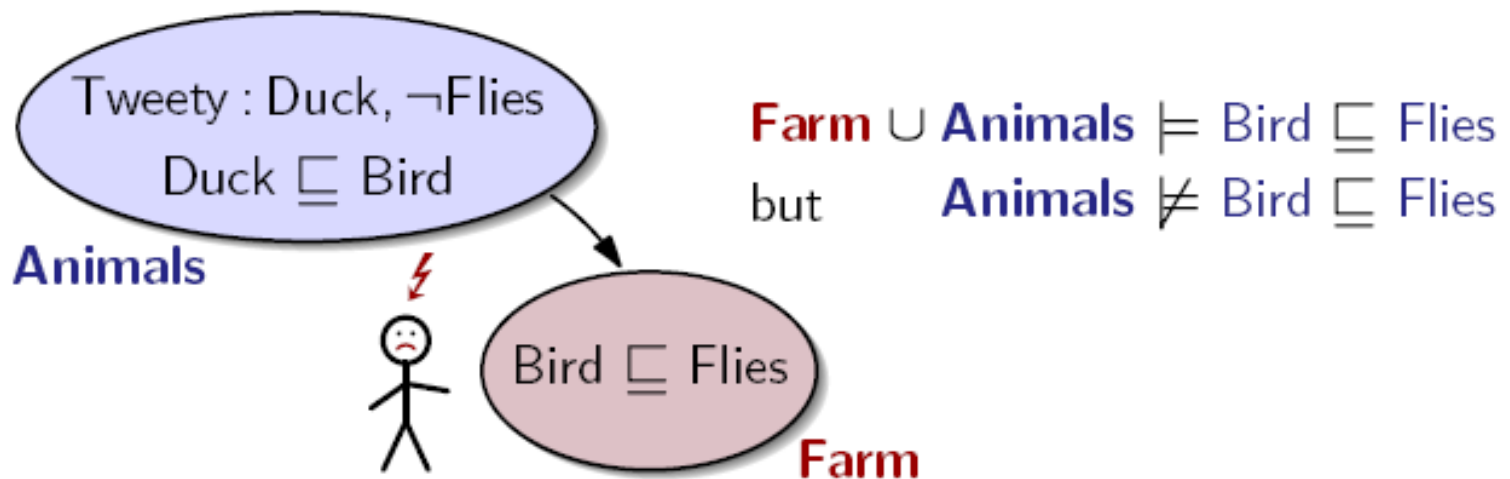 Tweety : Duck, ¬Flies
Duck ⊑ Bird
Animals
Bird ⊑ Flies
Farm
Farm ∪ Animals ⊨ Bird ⊑ Flies
but Animals ⊭ Bird ⊑ Flies